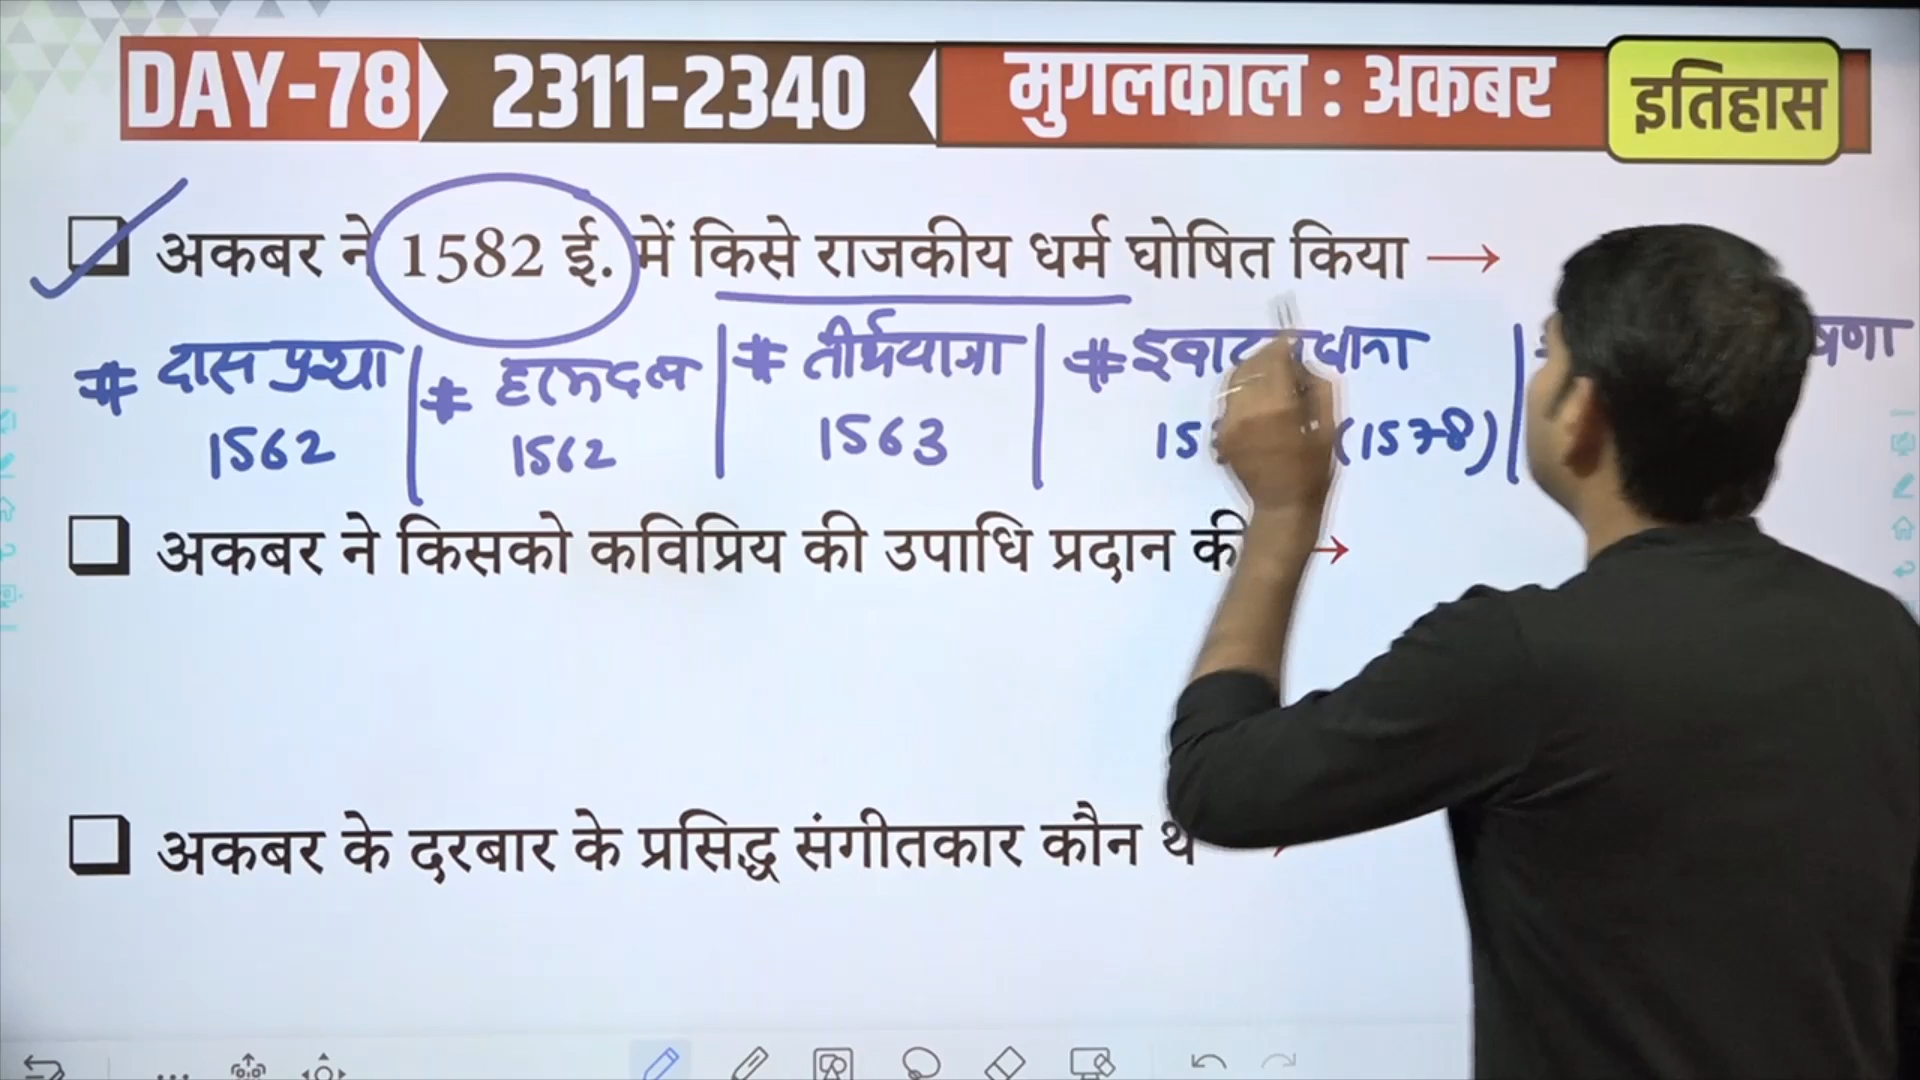 DAY-78 2311-2340 मुगलकाल : अकबर इतिहास
अकबर ने 1582 ई. में किसे राजकीय धर्म घोषित किया →
# दास प्रथा # # तीर्थयात्रा #
1562 1562 1563 (1578)
अकबर ने किसको कविप्रिय की उपाधि प्रदान की →
अकबर के दरबार के प्रसिद्ध संगीतकार कौन